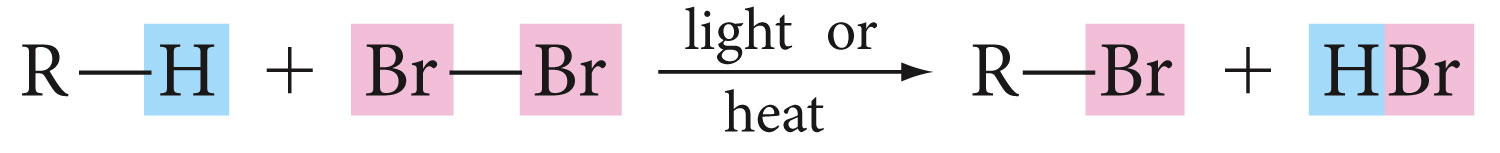 R—H + Br—Br light or heat → R—Br + HBr